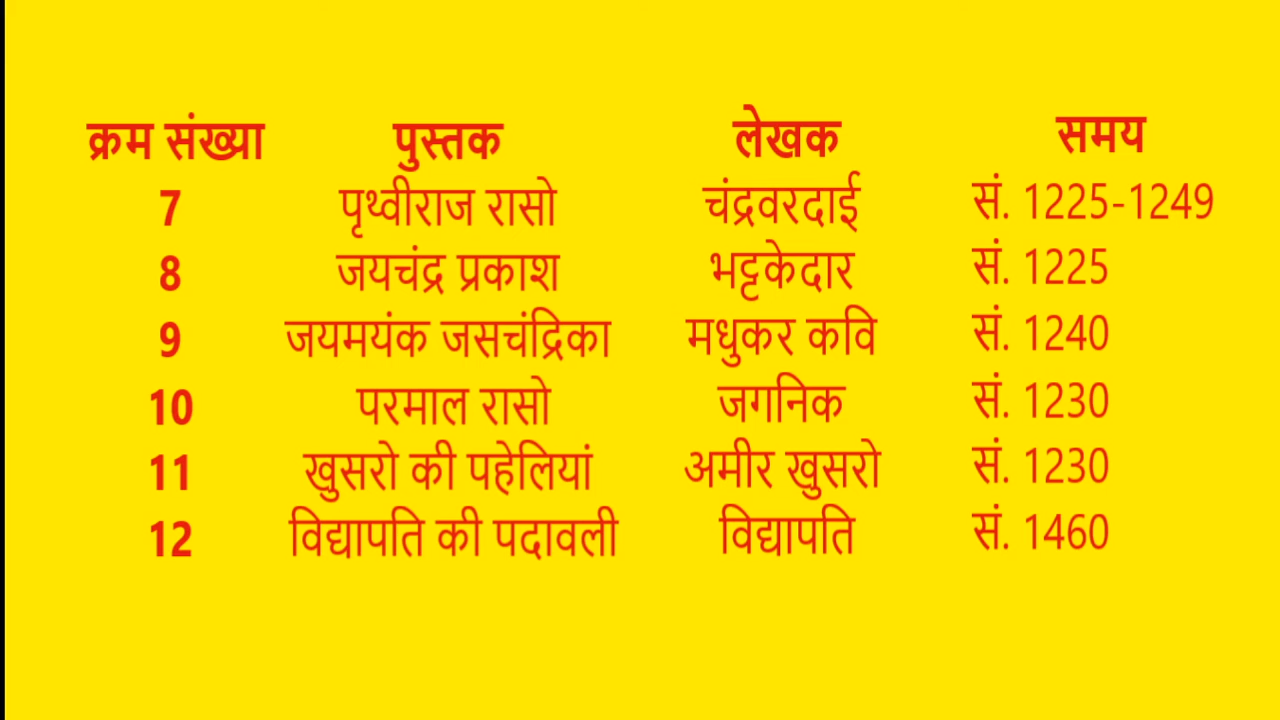 क्रम संख्या पुस्तक लेखक समय
7 पृथ्वीराज रासो चंद्रवरदाई सं. 1225-1249
8 जयचंद्र प्रकाश भट्टकेदार सं. 1225
9 जयमयंक जसचंद्रिका मधुकर कवि सं. 1240
10 परमाल रासो जगनिक सं. 1230
11 खुसरो की पहेलियां अमीर खुसरो सं. 1230
12 विद्यापति की पदावली विद्यापति सं. 1460